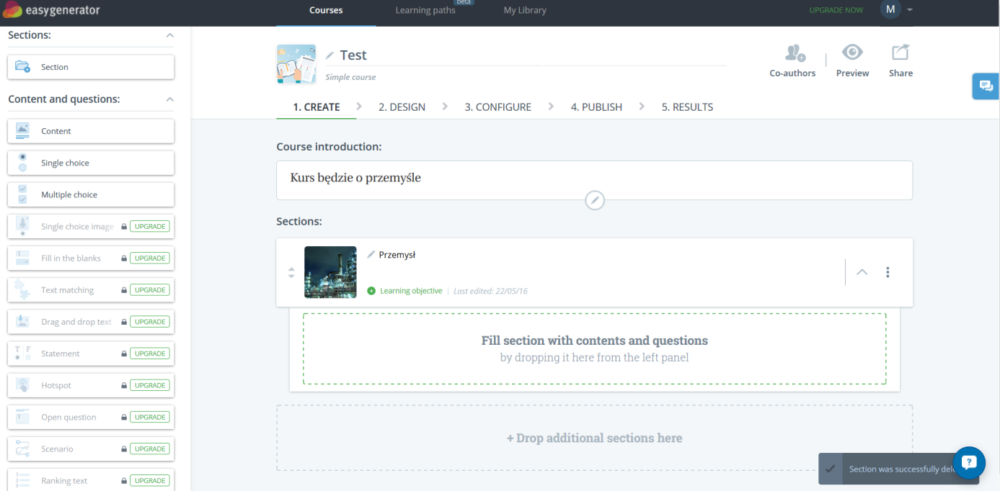 easygenerator
Courses
Learning paths
beta
My Library
UPGRADE NOW
M
Sections:
Section
Content and questions:
Content
Single choice
Multiple choice
Single choice image UPGRADE
Fill in the blanks UPGRADE
Text matching UPGRADE
Drag and drop text UPGRADE
T F
Statement UPGRADE
Hotspot UPGRADE
Open question UPGRADE
Scenario UPGRADE
Ranking text UPGRADE
Test
Simple course
Co-authors
Preview
Share
1. CREATE
2. DESIGN
3. CONFIGURE
4. PUBLISH
5. RESULTS
Course introduction:
Kurs będzie o przemyśle
Sections:
Przemysł
Learning objective
Last edited: 22/05/16
Fill section with contents and questions
by dropping it here from the left panel
+ Drop additional sections here
Section was successfully
?